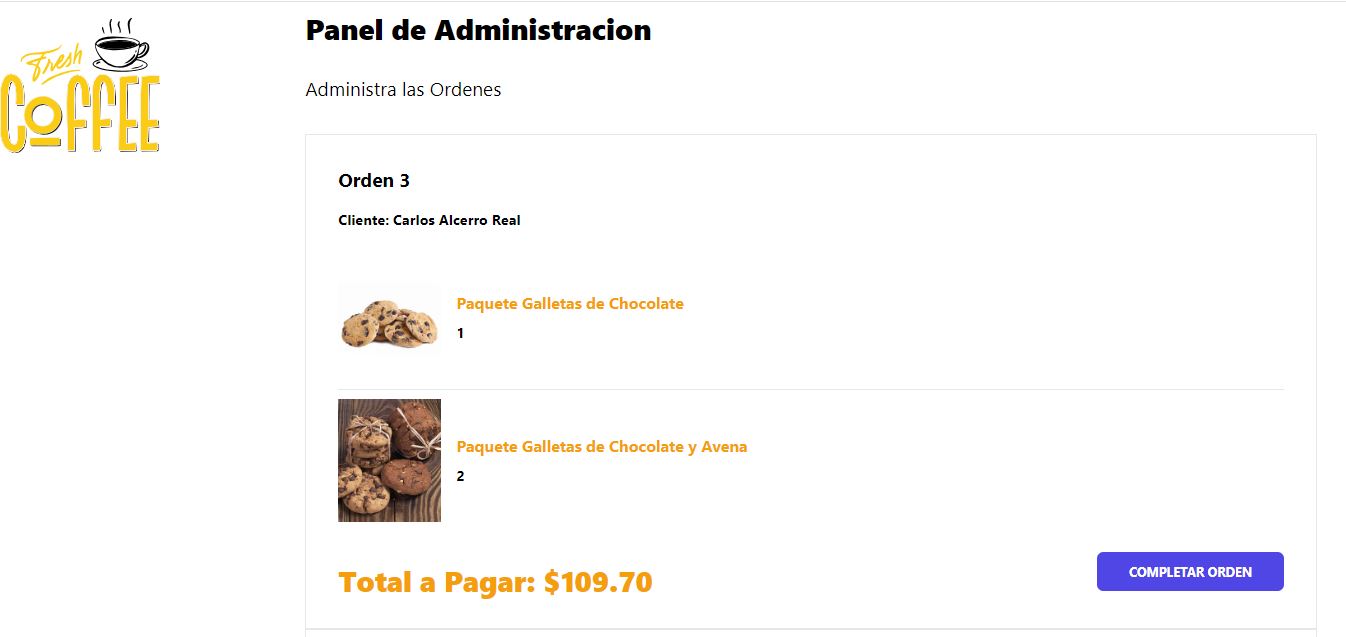 Fresh
COFFEE
Panel de Administracion
Administra las Ordenes
Orden 3
Cliente: Carlos Alcerro Real
Paquete Galletas de Chocolate
1
Paquete Galletas de Chocolate y Avena
2
Total a Pagar: $109.70
COMPLETAR ORDEN